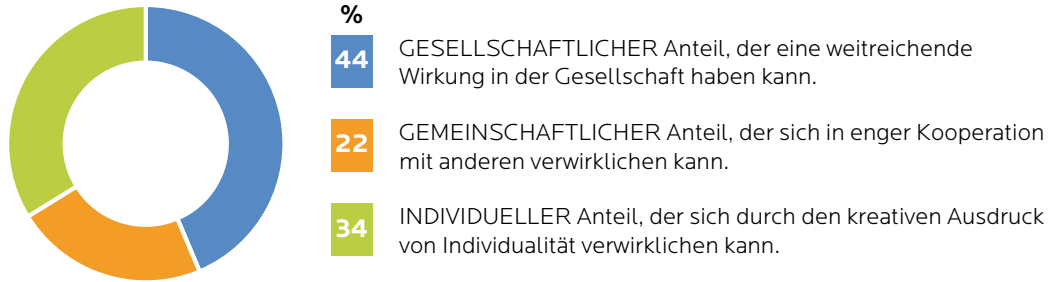 %
44
GESELLSCHAFTLICHER Anteil, der eine weitreichende
Wirkung in der Gesellschaft haben kann.
22
GEMEINSCHAFTLICHER Anteil, der sich in enger Kooperation
mit anderen verwirklichen kann.
34
INDIVIDUELLER Anteil, der sich durch den kreativen Ausdruck
von Individualität verwirklichen kann.